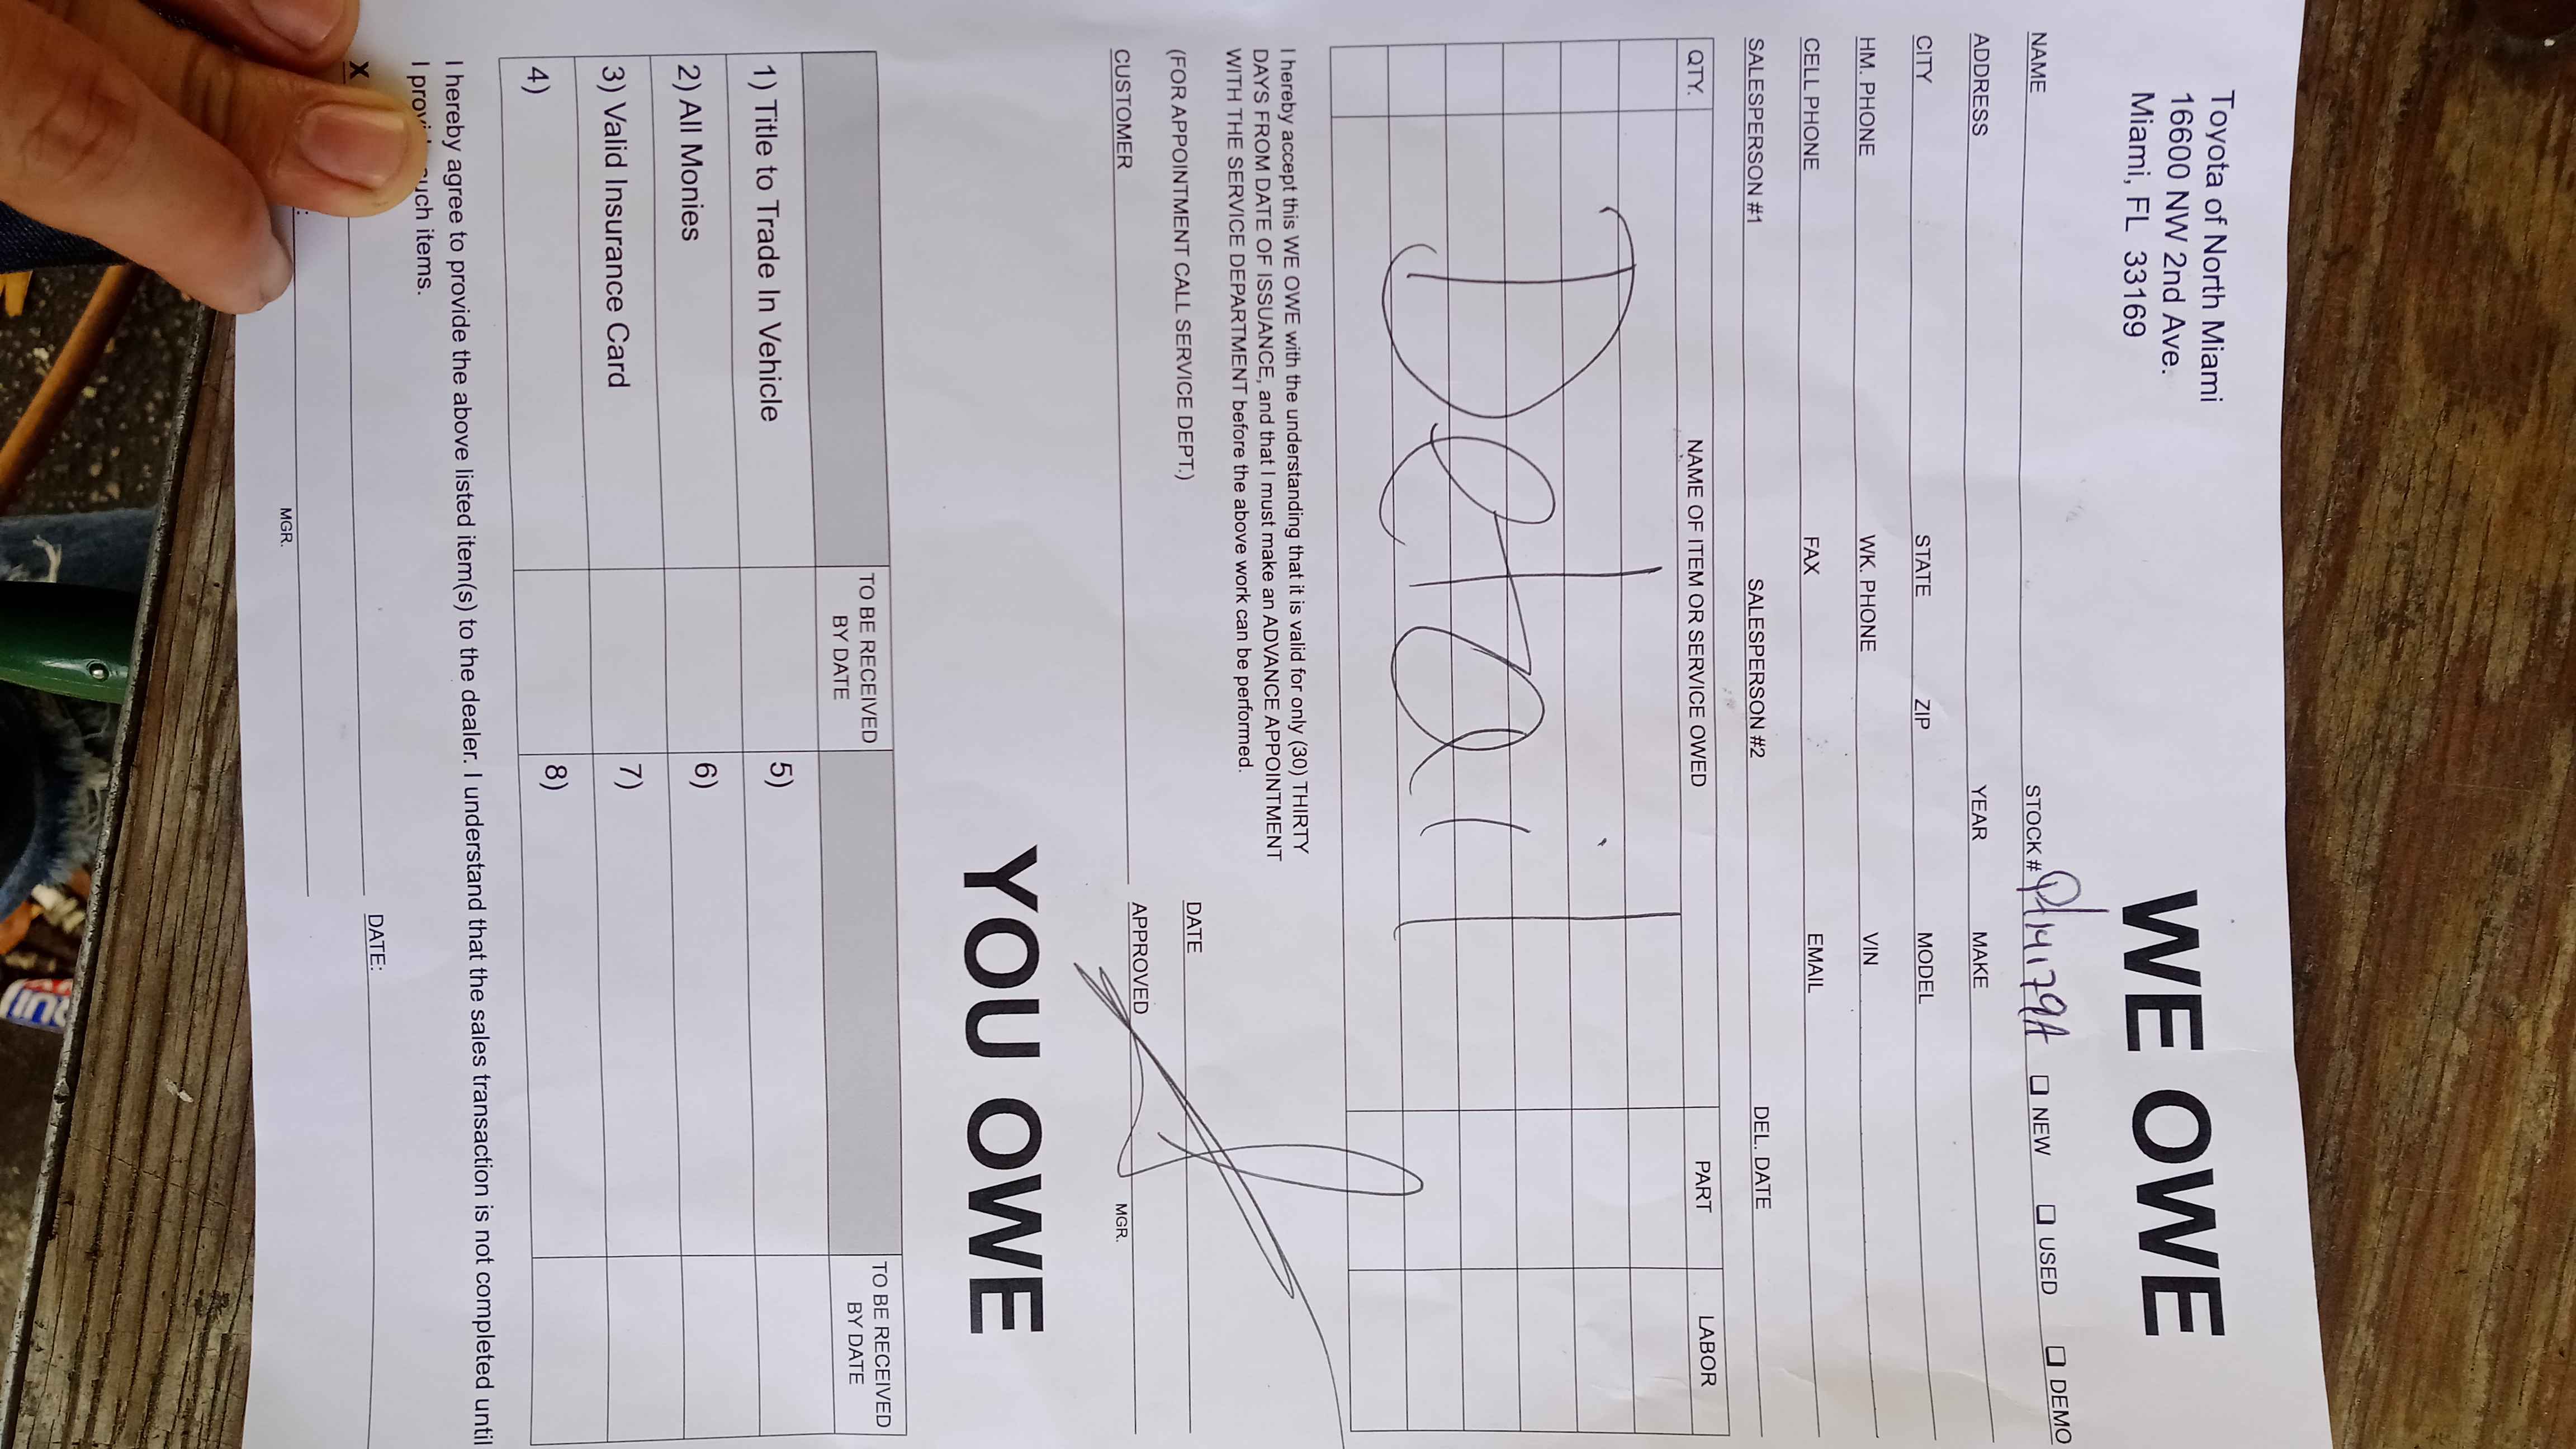 Toyota of North Miami
16600 NW 2nd Ave.
Miami, FL 33169
WE OWE
NAME STOCK # P141179A ☐ NEW ☐ USED ☐ DEMO
ADDRESS YEAR MAKE
CITY STATE ZIP MODEL
HM. PHONE WK. PHONE VIN
CELL PHONE FAX EMAIL
SALESPERSON #1 SALESPERSON #2 DEL. DATE
QTY. NAME OF ITEM OR SERVICE OWED PART LABOR
Detail
I hereby accept this WE OWE with the understanding that it is valid for only (30) THIRTY
DAYS FROM DATE OF ISSUANCE, and that I must make an ADVANCE APPOINTMENT
WITH THE SERVICE DEPARTMENT before the above work can be performed.
(FOR APPOINTMENT CALL SERVICE DEPT.) DATE
CUSTOMER APPROVED MGR.
YOU OWE
TO BE RECEIVED BY DATE TO BE RECEIVED BY DATE
1) Title to Trade In Vehicle 5)
2) All Monies 6)
3) Valid Insurance Card 7)
4) 8)
I hereby agree to provide the above listed item(s) to the dealer. I understand that the sales transaction is not completed until
I such items.
X DATE:
MGR.